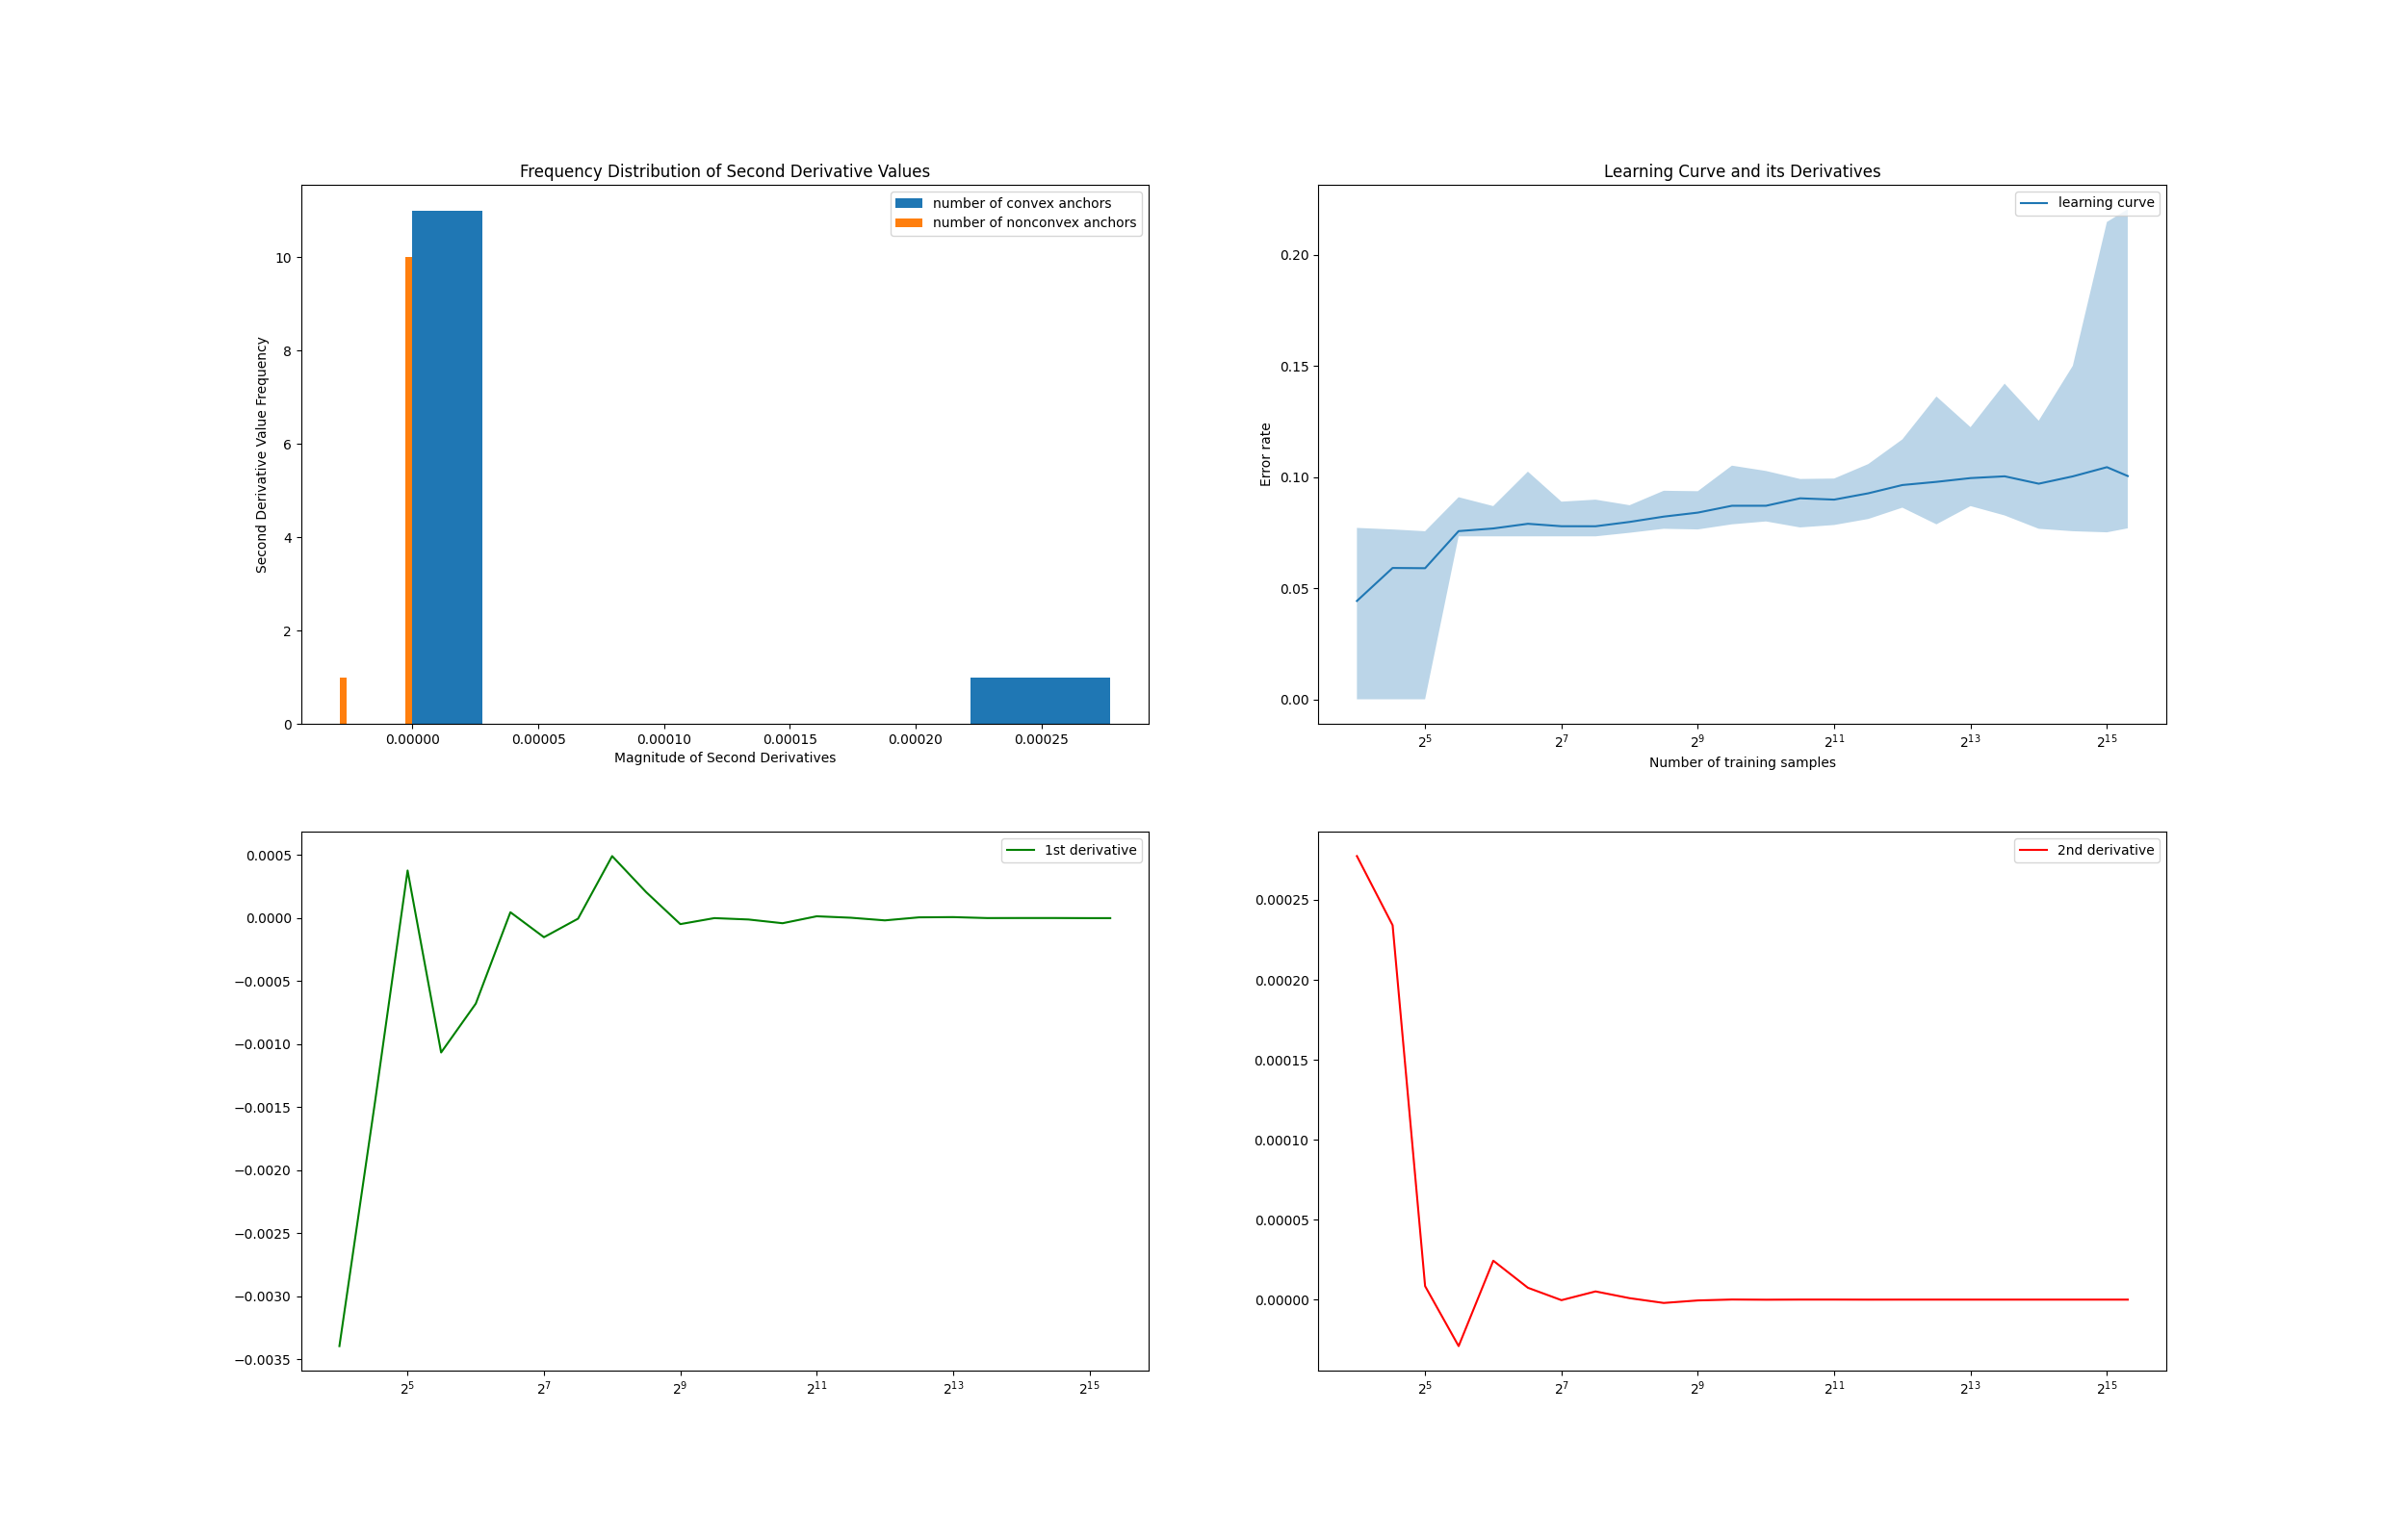 Frequency Distribution of Second Derivative Values
number of convex anchors
number of nonconvex anchors
10
8
6
4
2
0
Second Derivative Value Frequency
0.00000 0.00005 0.00010 0.00015 0.00020 0.00025
Magnitude of Second Derivatives
Learning Curve and its Derivatives
learning curve
0.20
0.15
0.10
0.05
0.00
Error rate
2^5 2^7 2^9 2^11 2^13 2^15
Number of training samples
1st derivative
0.0005
0.0000
−0.0005
−0.0010
−0.0015
−0.0020
−0.0025
−0.0030
−0.0035
2^5 2^7 2^9 2^11 2^13 2^15
2nd derivative
0.00025
0.00020
0.00015
0.00010
0.00005
0.00000
2^5 2^7 2^9 2^11 2^13 2^15